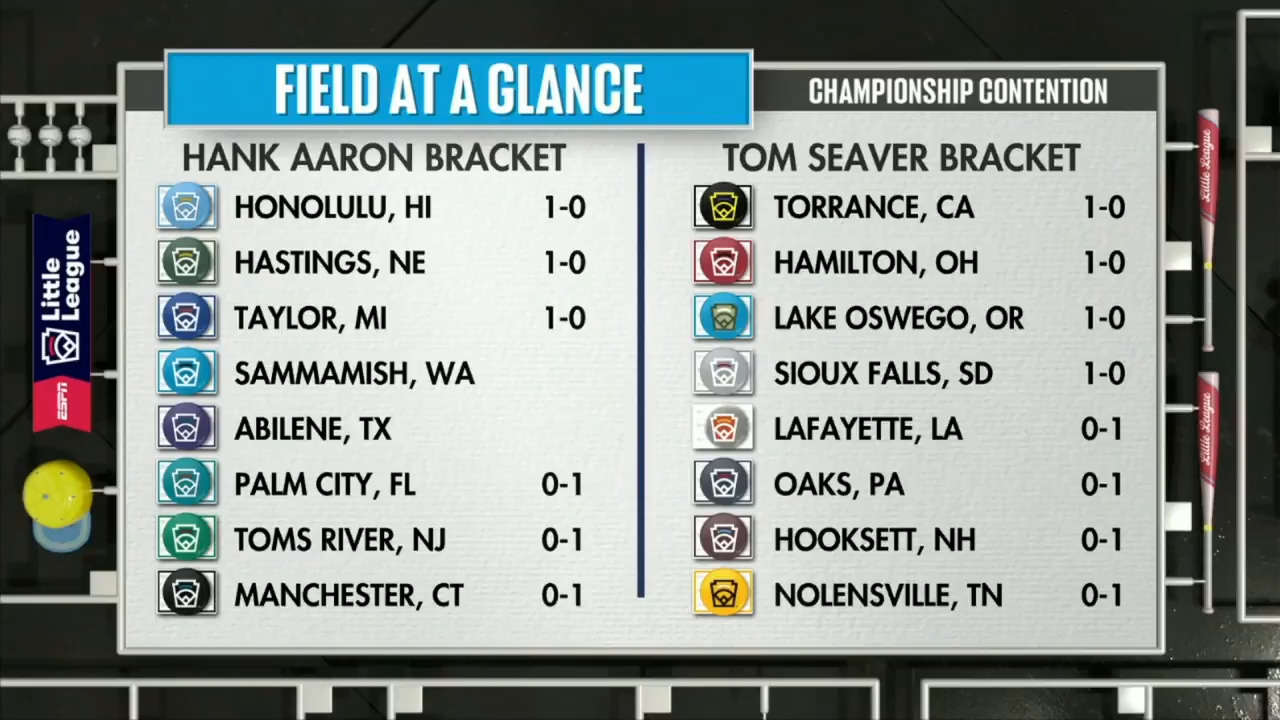 FIELD AT A GLANCE
CHAMPIONSHIP CONTENTION
HANK AARON BRACKET
HONOLULU, HI 1-0
HASTINGS, NE 1-0
TAYLOR, MI 1-0
SAMMAMISH, WA
ABILENE, TX
PALM CITY, FL 0-1
TOMS RIVER, NJ 0-1
MANCHESTER, CT 0-1
TOM SEAVER BRACKET
TORRANCE, CA 1-0
HAMILTON, OH 1-0
LAKE OSWEGO, OR 1-0
SIOUX FALLS, SD 1-0
LAFAYETTE, LA 0-1
OAKS, PA 0-1
HOOKSETT, NH 0-1
NOLENSVILLE, TN 0-1
Little
League
ESPN
Little League
Little League